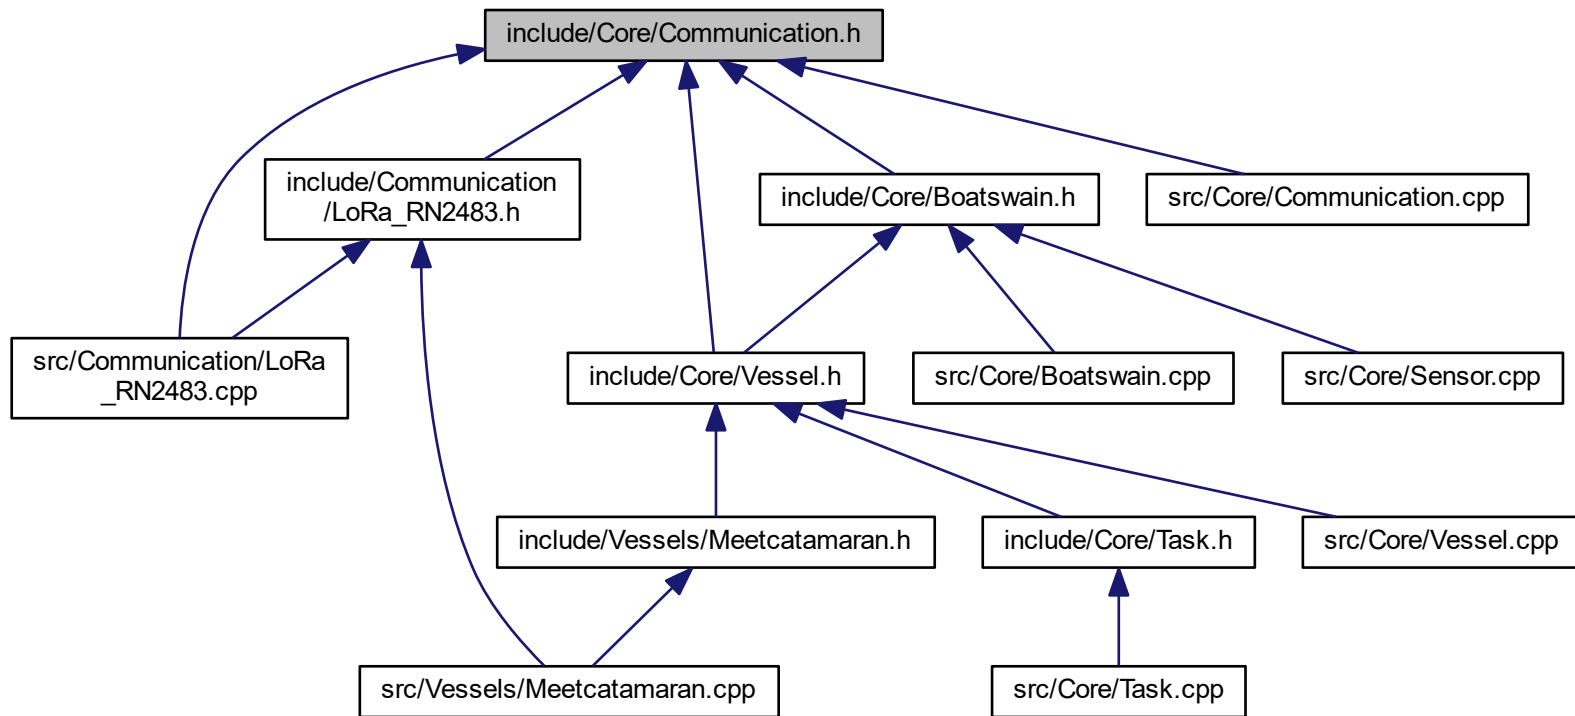 include/Core/Communication.h
include/Communication
/LoRa_RN2483.h
include/Core/Boatswain.h
src/Core/Communication.cpp
src/Communication/LoRa
_RN2483.cpp
include/Core/Vessel.h
src/Core/Boatswain.cpp
src/Core/Sensor.cpp
include/Vessels/Meetcatamaran.h
include/Core/Task.h
src/Core/Vessel.cpp
src/Vessels/Meetcatamaran.cpp
src/Core/Task.cpp